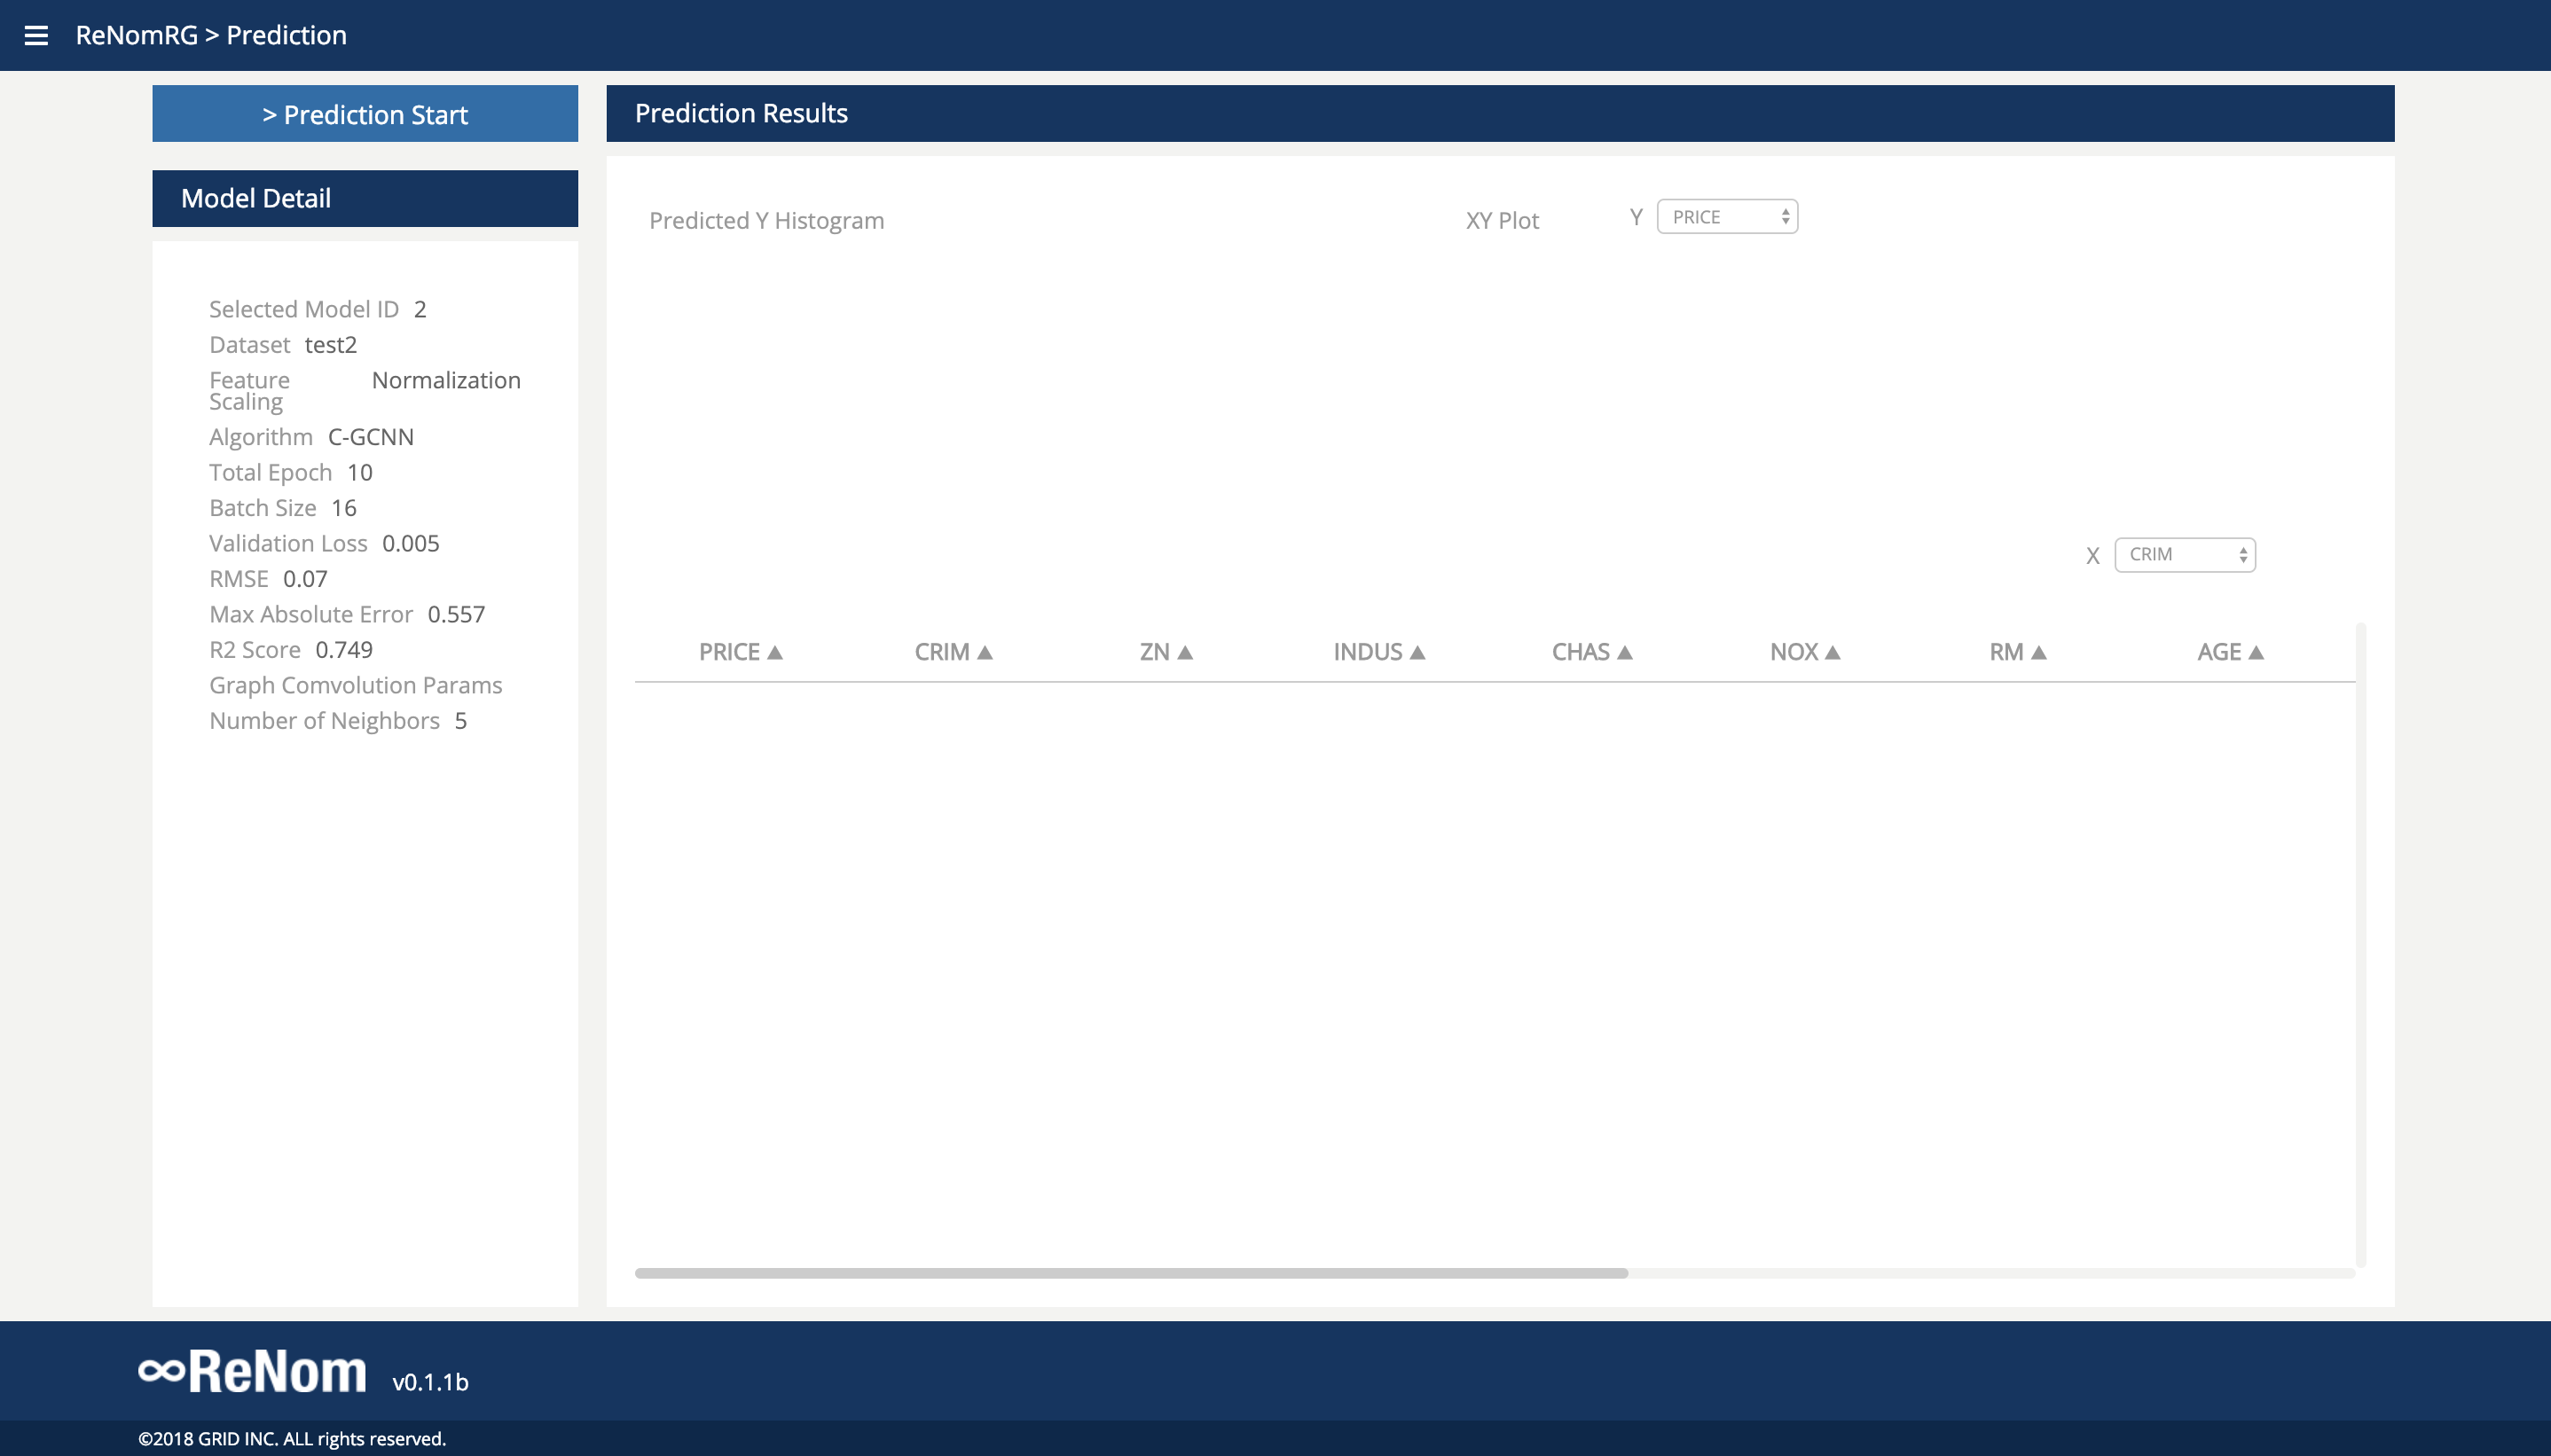 ReNomRG > Prediction
> Prediction Start
Model Detail
Selected Model ID 2
Dataset test2
Feature Scaling Normalization
Algorithm C-GCNN
Total Epoch 10
Batch Size 16
Validation Loss 0.005
RMSE 0.07
Max Absolute Error 0.557
R2 Score 0.749
Graph Comvolution Params
Number of Neighbors 5
Prediction Results
Predicted Y Histogram
XY Plot Y PRICE
X CRIM
PRICE ▲ CRIM ▲ ZN ▲ INDUS ▲ CHAS ▲ NOX ▲ RM ▲ AGE ▲
∞ReNom v0.1.1b
©2018 GRID INC. ALL rights reserved.